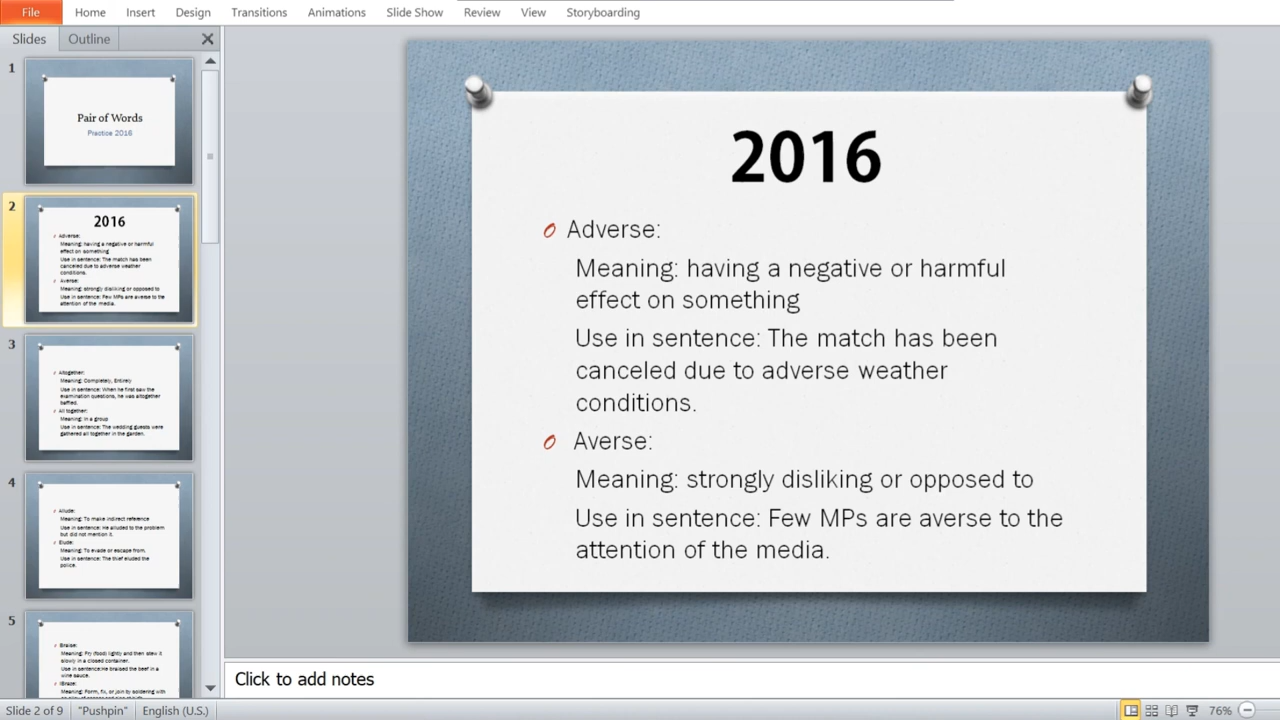 File Home Insert Design Transitions Animations Slide Show Review View Storyboarding
Slides Outline
1
Pair of Words
Practice 2016
2
2016
Adverse:
Meaning: having a negative or harmful
effect on something
Use in sentence: The match has been
canceled due to adverse weather
conditions.
Averse:
Meaning: strongly disliking or opposed to
Use in sentence: Few MPs are averse to the
attention of the media.
3
Altogether:
Meaning: Completely, Entirely
Use in sentence: When he first saw the
examination questions, he was altogether
baffled.
All together:
Meaning: In a group
Use in sentence: The wedding guests were
gathered all together in the garden.
4
Allude:
Meaning: To make indirect reference
Use in sentence: He alluded to the problem
but did not mention it.
Elude:
Meaning: To evade or escape from.
Use in sentence: The thief eluded the
police.
5
Braise:
Meaning: Fry (food) lightly and then stew it
slowly in a closed container.
Use in sentence:He braised the beef in a
wine sauce.
Meaning: Form, fix, or join by soldering with
2016
Adverse:
Meaning: having a negative or harmful
effect on something
Use in sentence: The match has been
canceled due to adverse weather
conditions.
Averse:
Meaning: strongly disliking or opposed to
Use in sentence: Few MPs are averse to the
attention of the media.
Click to add notes
Slide 2 of 9 "Pushpin" English (U.S.) 76%